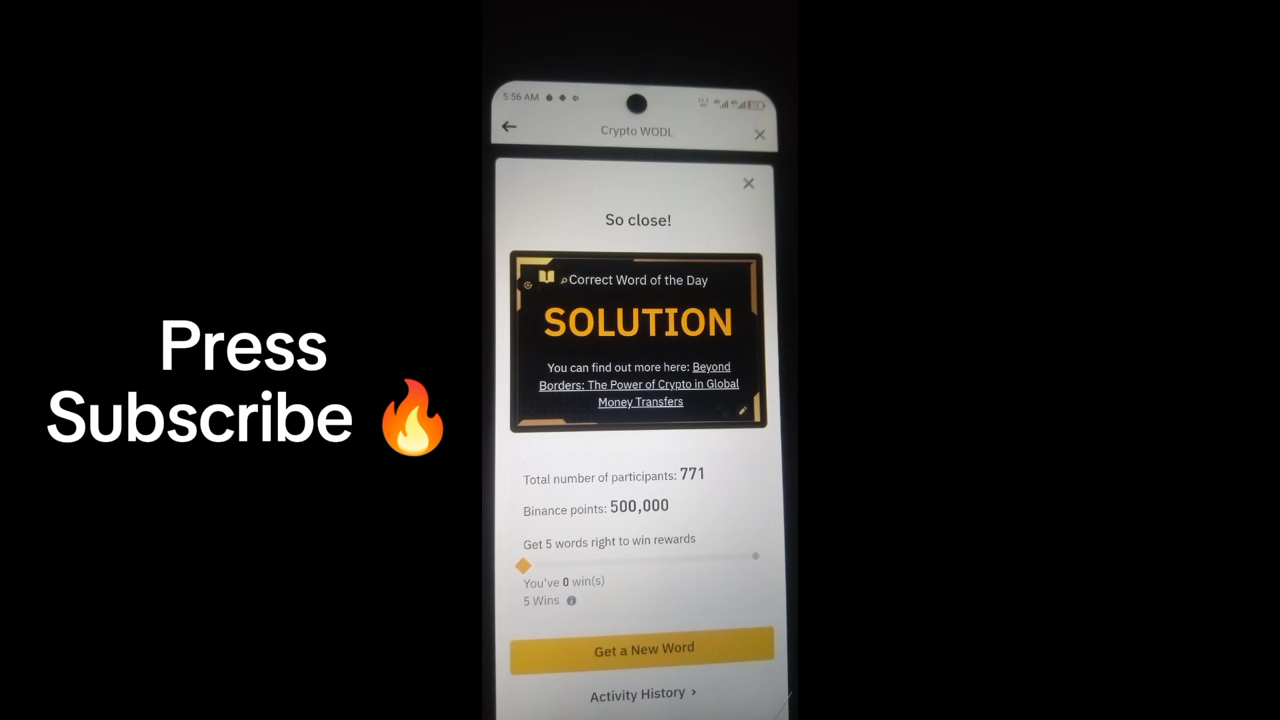 Press
Subscribe 🔥
5:56 AM
Crypto WODL
So close!
Correct Word of the Day
SOLUTION
You can find out more here: Beyond
Borders: The Power of Crypto in Global
Money Transfers
Total number of participants: 771
Binance points: 500,000
Get 5 words right to win rewards
You've 0 win(s)
5 Wins
Get a New Word
Activity History